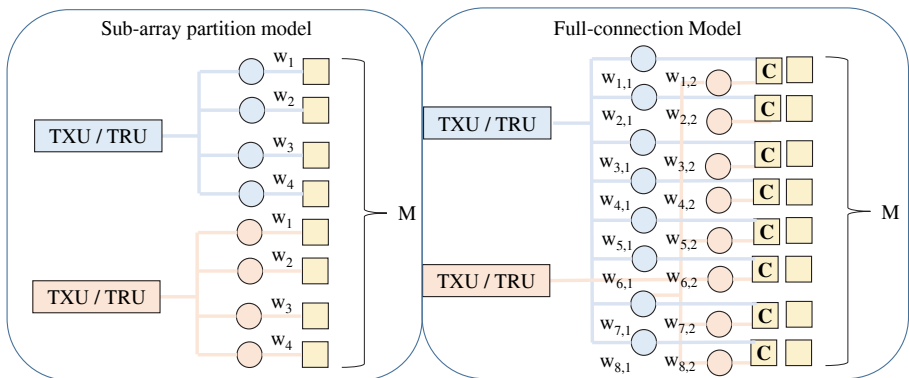 Sub-array partition model
w1
w2
TXU / TRU
w3
w4
w1
w2
TXU / TRU
w3
w4
M
Full-connection Model
w1,1
w1,2
C
w2,1
w2,2
C
TXU / TRU
w3,1
w3,2
C
w4,1
w4,2
C
w5,1
w5,2
C
TXU / TRU
w6,1
w6,2
C
w7,1
w7,2
C
w8,1
w8,2
C
M